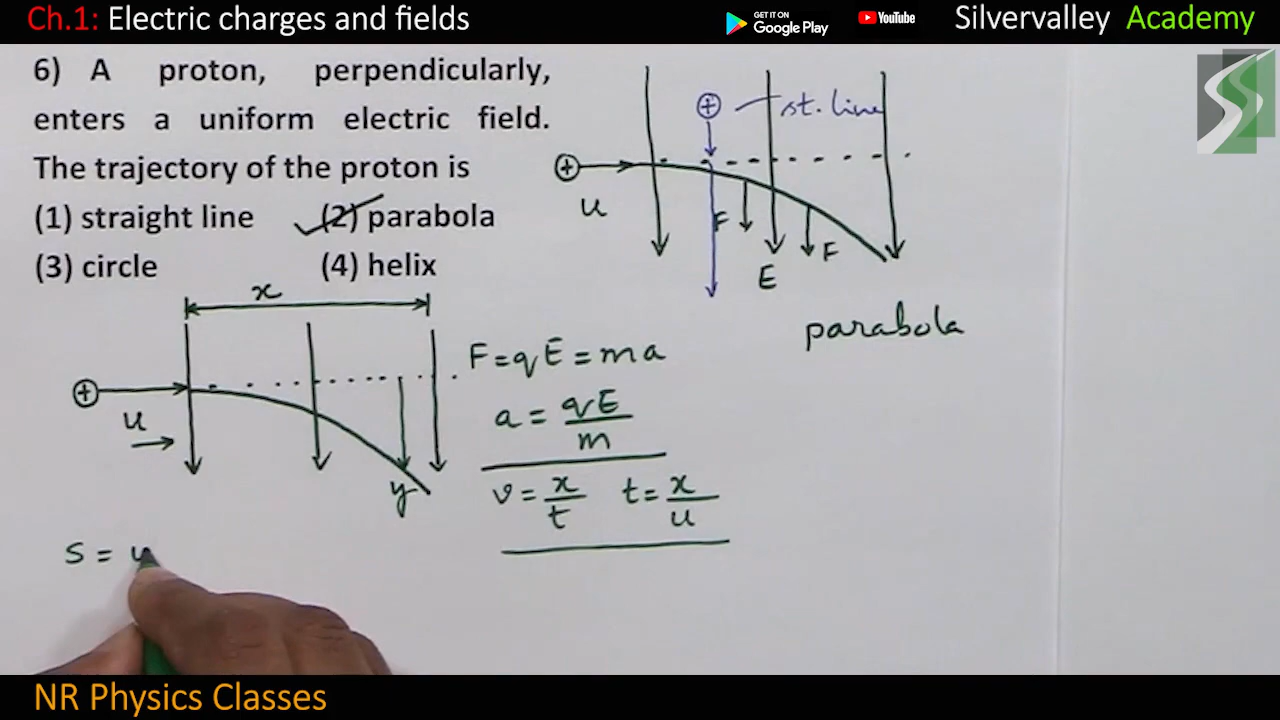 Ch.1: Electric charges and fields
GET IT ON
Google Play
YouTube
Silvervalley Academy
6) A proton, perpendicularly,
enters a uniform electric field.
The trajectory of the proton is
(1) straight line (2) parabola
(3) circle (4) helix
+ st. line
+
u
F
F
E
parabola
x
+
u
y
F = qE = ma
a = qE/m
v = x/t t = x/u
S = u
NR Physics Classes